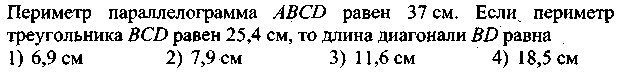 Периметр параллелограмма ABCD равен 37 см. Если периметр
треугольника BCD равен 25,4 см, то длина диагонали BD равна
1) 6,9 см 2) 7,9 см 3) 11,6 см 4) 18,5 см